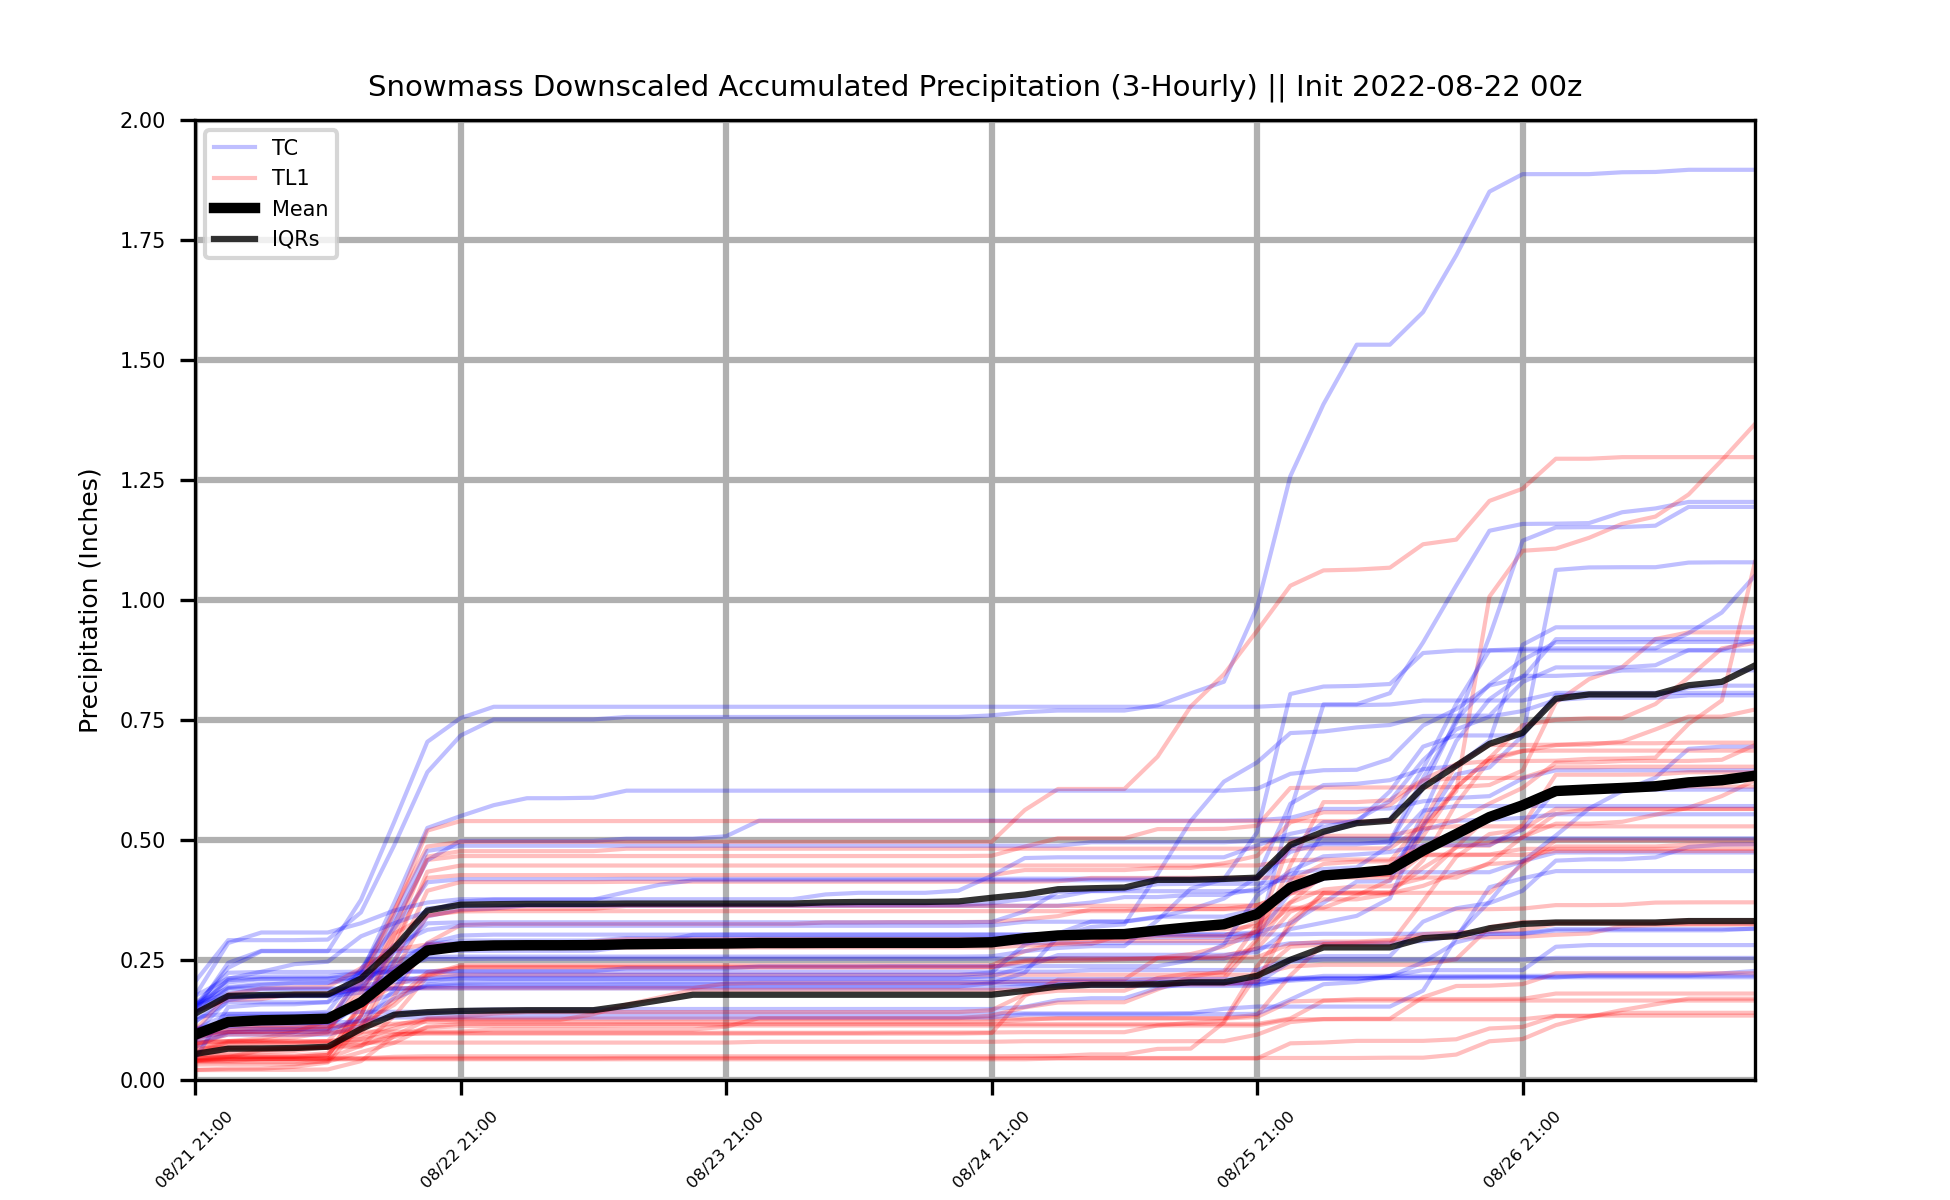 Snowmass Downscaled Accumulated Precipitation (3-Hourly) || Init 2022-08-22 00z
Precipitation (Inches)
2.00
1.75
1.50
1.25
1.00
0.75
0.50
0.25
0.00
TC
TL1
Mean
IQRs
08/21 21:00
08/22 21:00
08/23 21:00
08/24 21:00
08/25 21:00
08/26 21:00